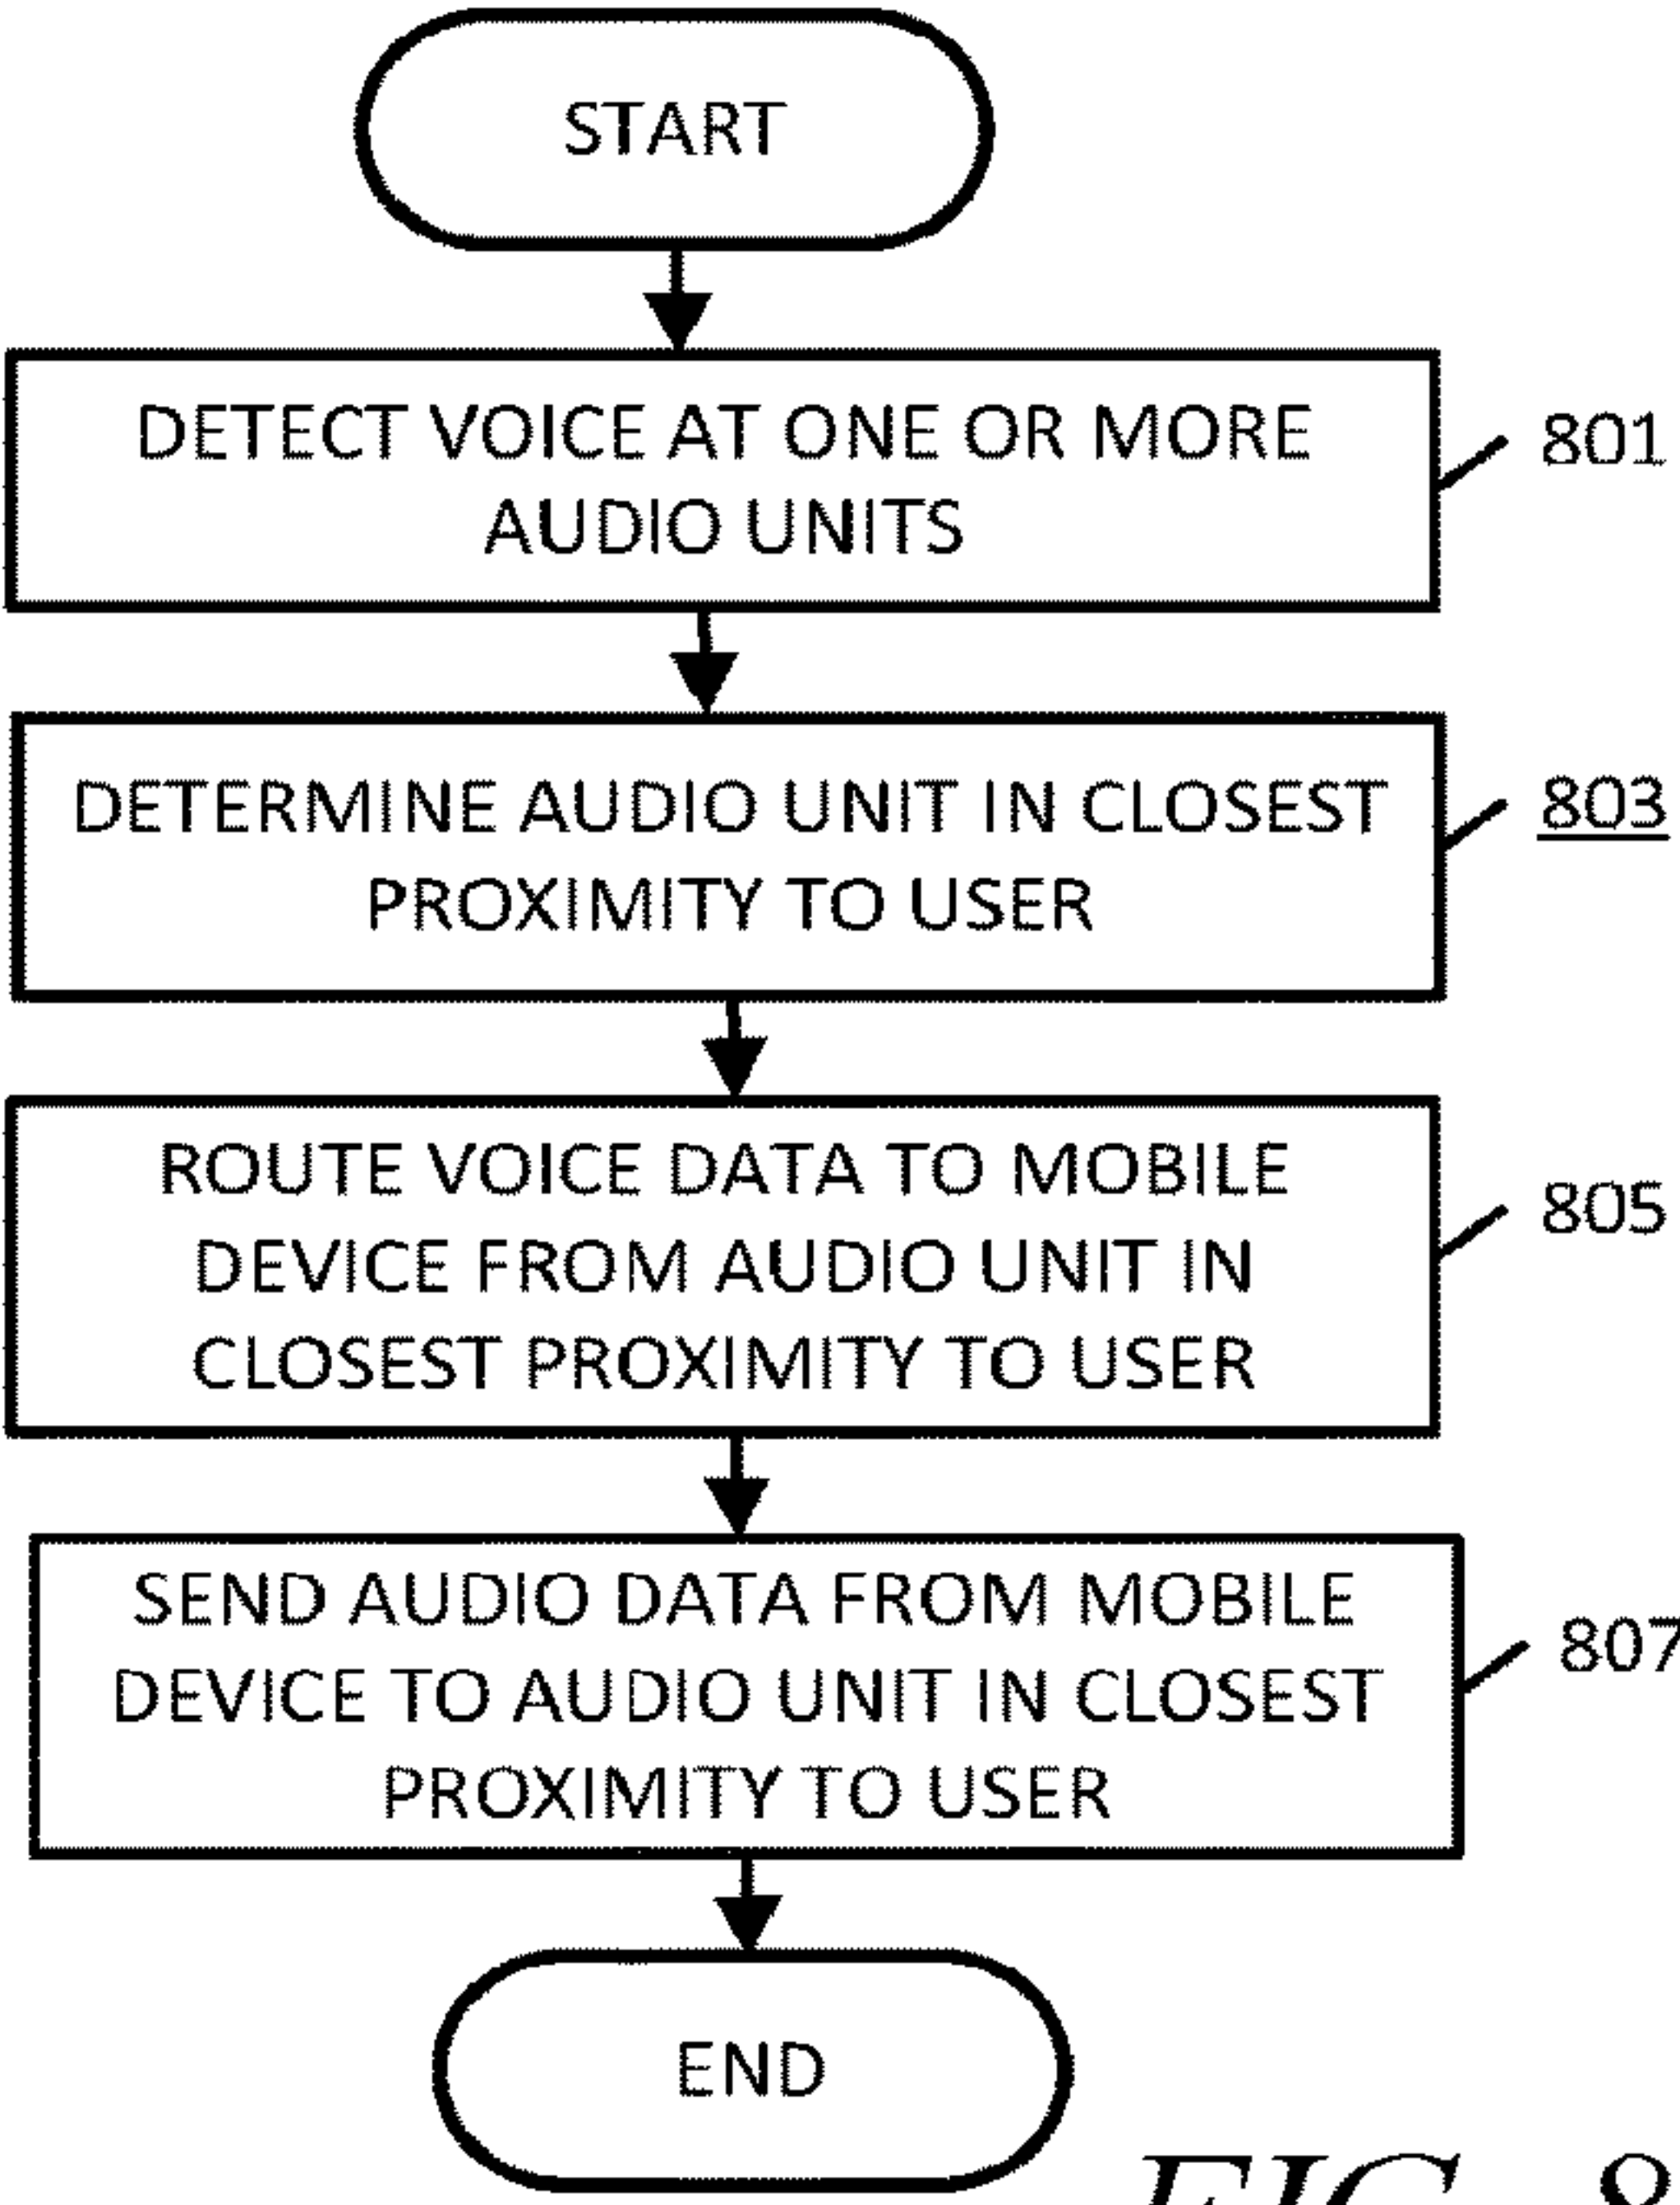 START
DETECT VOICE AT ONE OR MORE
AUDIO UNITS
801
DETERMINE AUDIO UNIT IN CLOSEST
PROXIMITY TO USER
803
ROUTE VOICE DATA TO MOBILE
DEVICE FROM AUDIO UNIT IN
CLOSEST PROXIMITY TO USER
805
SEND AUDIO DATA FROM MOBILE
DEVICE TO AUDIO UNIT IN CLOSEST
PROXIMITY TO USER
807
END
FIG. 8